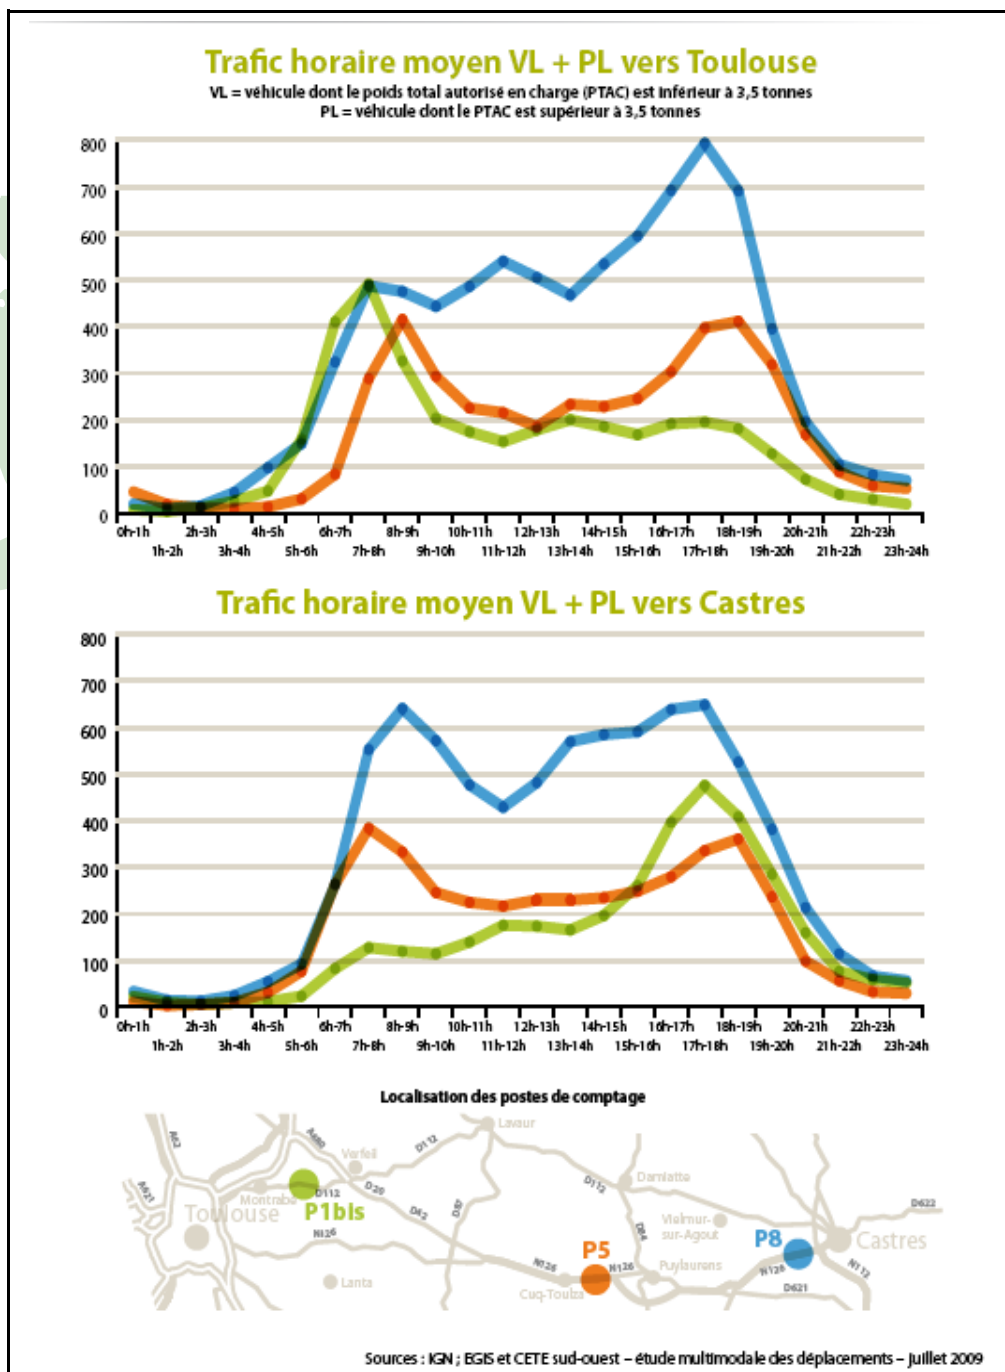 Trafic horaire moyen VL + PL vers Toulouse
VL = véhicule dont le poids total autorisé en charge (PTAC) est inférieur à 3,5 tonnes
PL = véhicule dont le PTAC est supérieur à 3,5 tonnes
800
700
600
500
400
300
200
100
0
0h-1h 2h-3h 4h-5h 6h-7h 8h-9h 10h-11h 12h-13h 14h-15h 16h-17h 18h-19h 20h-21h 22h-23h
1h-2h 3h-4h 5h-6h 7h-8h 9h-10h 11h-12h 13h-14h 15h-16h 17h-18h 19h-20h 21h-22h 23h-24h
Trafic horaire moyen VL + PL vers Castres
800
700
600
500
400
300
200
100
0
0h-1h 2h-3h 4h-5h 6h-7h 8h-9h 10h-11h 12h-13h 14h-15h 16h-17h 18h-19h 20h-21h 22h-23h
1h-2h 3h-4h 5h-6h 7h-8h 9h-10h 11h-12h 13h-14h 15h-16h 17h-18h 19h-20h 21h-22h 23h-24h
Localisation des postes de comptage
A62
A680
Verfeil
D112
Lavaur
A621
Montrabé
D112
D20
D112
Damiatte
Toulouse
P1bis
D42
D87
D622
N126
D84
Vielmur-
sur-Agout
P8
Castres
P5
N126
N126
Puylaurens
N126
N112
Lanta
Cuq-Toulza
D621
Sources : IGN ; EGIS et CETE sud-ouest – étude multimodale des déplacements – juillet 2009